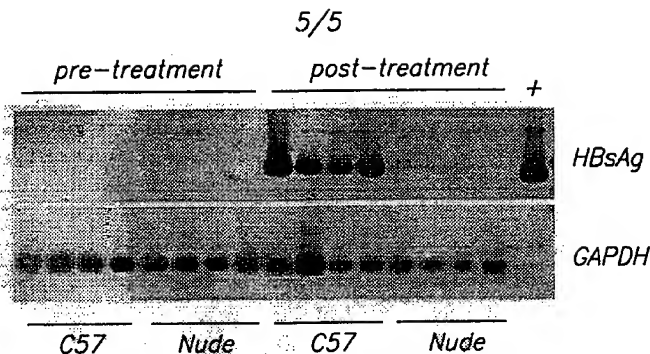 5/5
pre-treatment post-treatment +
HBsAg
GAPDH
C57 Nude C57 Nude